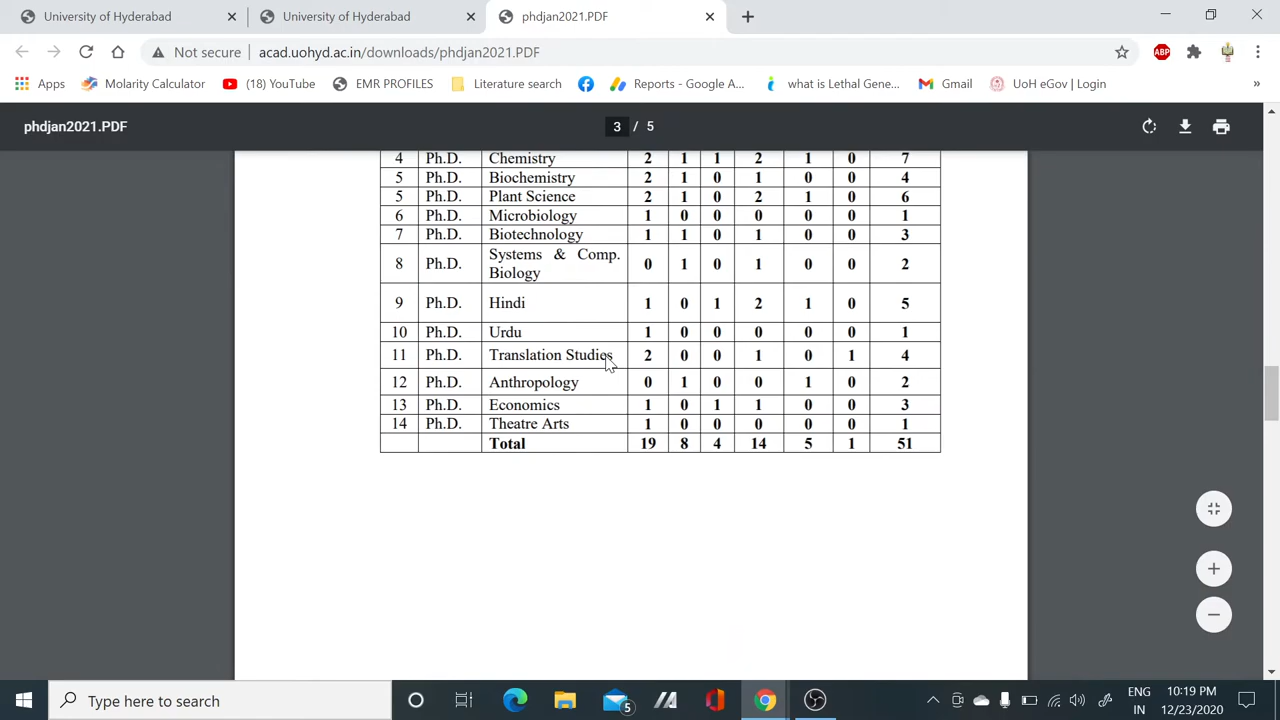 University of Hyderabad
University of Hyderabad
phdjan2021.PDF
Not secure acad.uohyd.ac.in/downloads/phdjan2021.PDF
ABP
Apps Molarity Calculator (18) YouTube EMR PROFILES Literature search Reports - Google A... what is Lethal Gene... Gmail UoH eGov | Login »
phdjan2021.PDF 3 / 5
4 Ph.D. Chemistry 2 1 1 2 1 0 7
5 Ph.D. Biochemistry 2 1 0 1 0 0 4
5 Ph.D. Plant Science 2 1 0 2 1 0 6
6 Ph.D. Microbiology 1 0 0 0 0 0 1
7 Ph.D. Biotechnology 1 1 0 1 0 0 3
8 Ph.D. Systems & Comp. Biology 0 1 0 1 0 0 2
9 Ph.D. Hindi 1 0 1 2 1 0 5
10 Ph.D. Urdu 1 0 0 0 0 0 1
11 Ph.D. Translation Studies 2 0 0 1 0 1 4
12 Ph.D. Anthropology 0 1 0 0 1 0 2
13 Ph.D. Economics 1 0 1 1 0 0 3
14 Ph.D. Theatre Arts 1 0 0 0 0 0 1
Total 19 8 4 14 5 1 51
Type here to search
5
ENG
IN
10:19 PM
12/23/2020